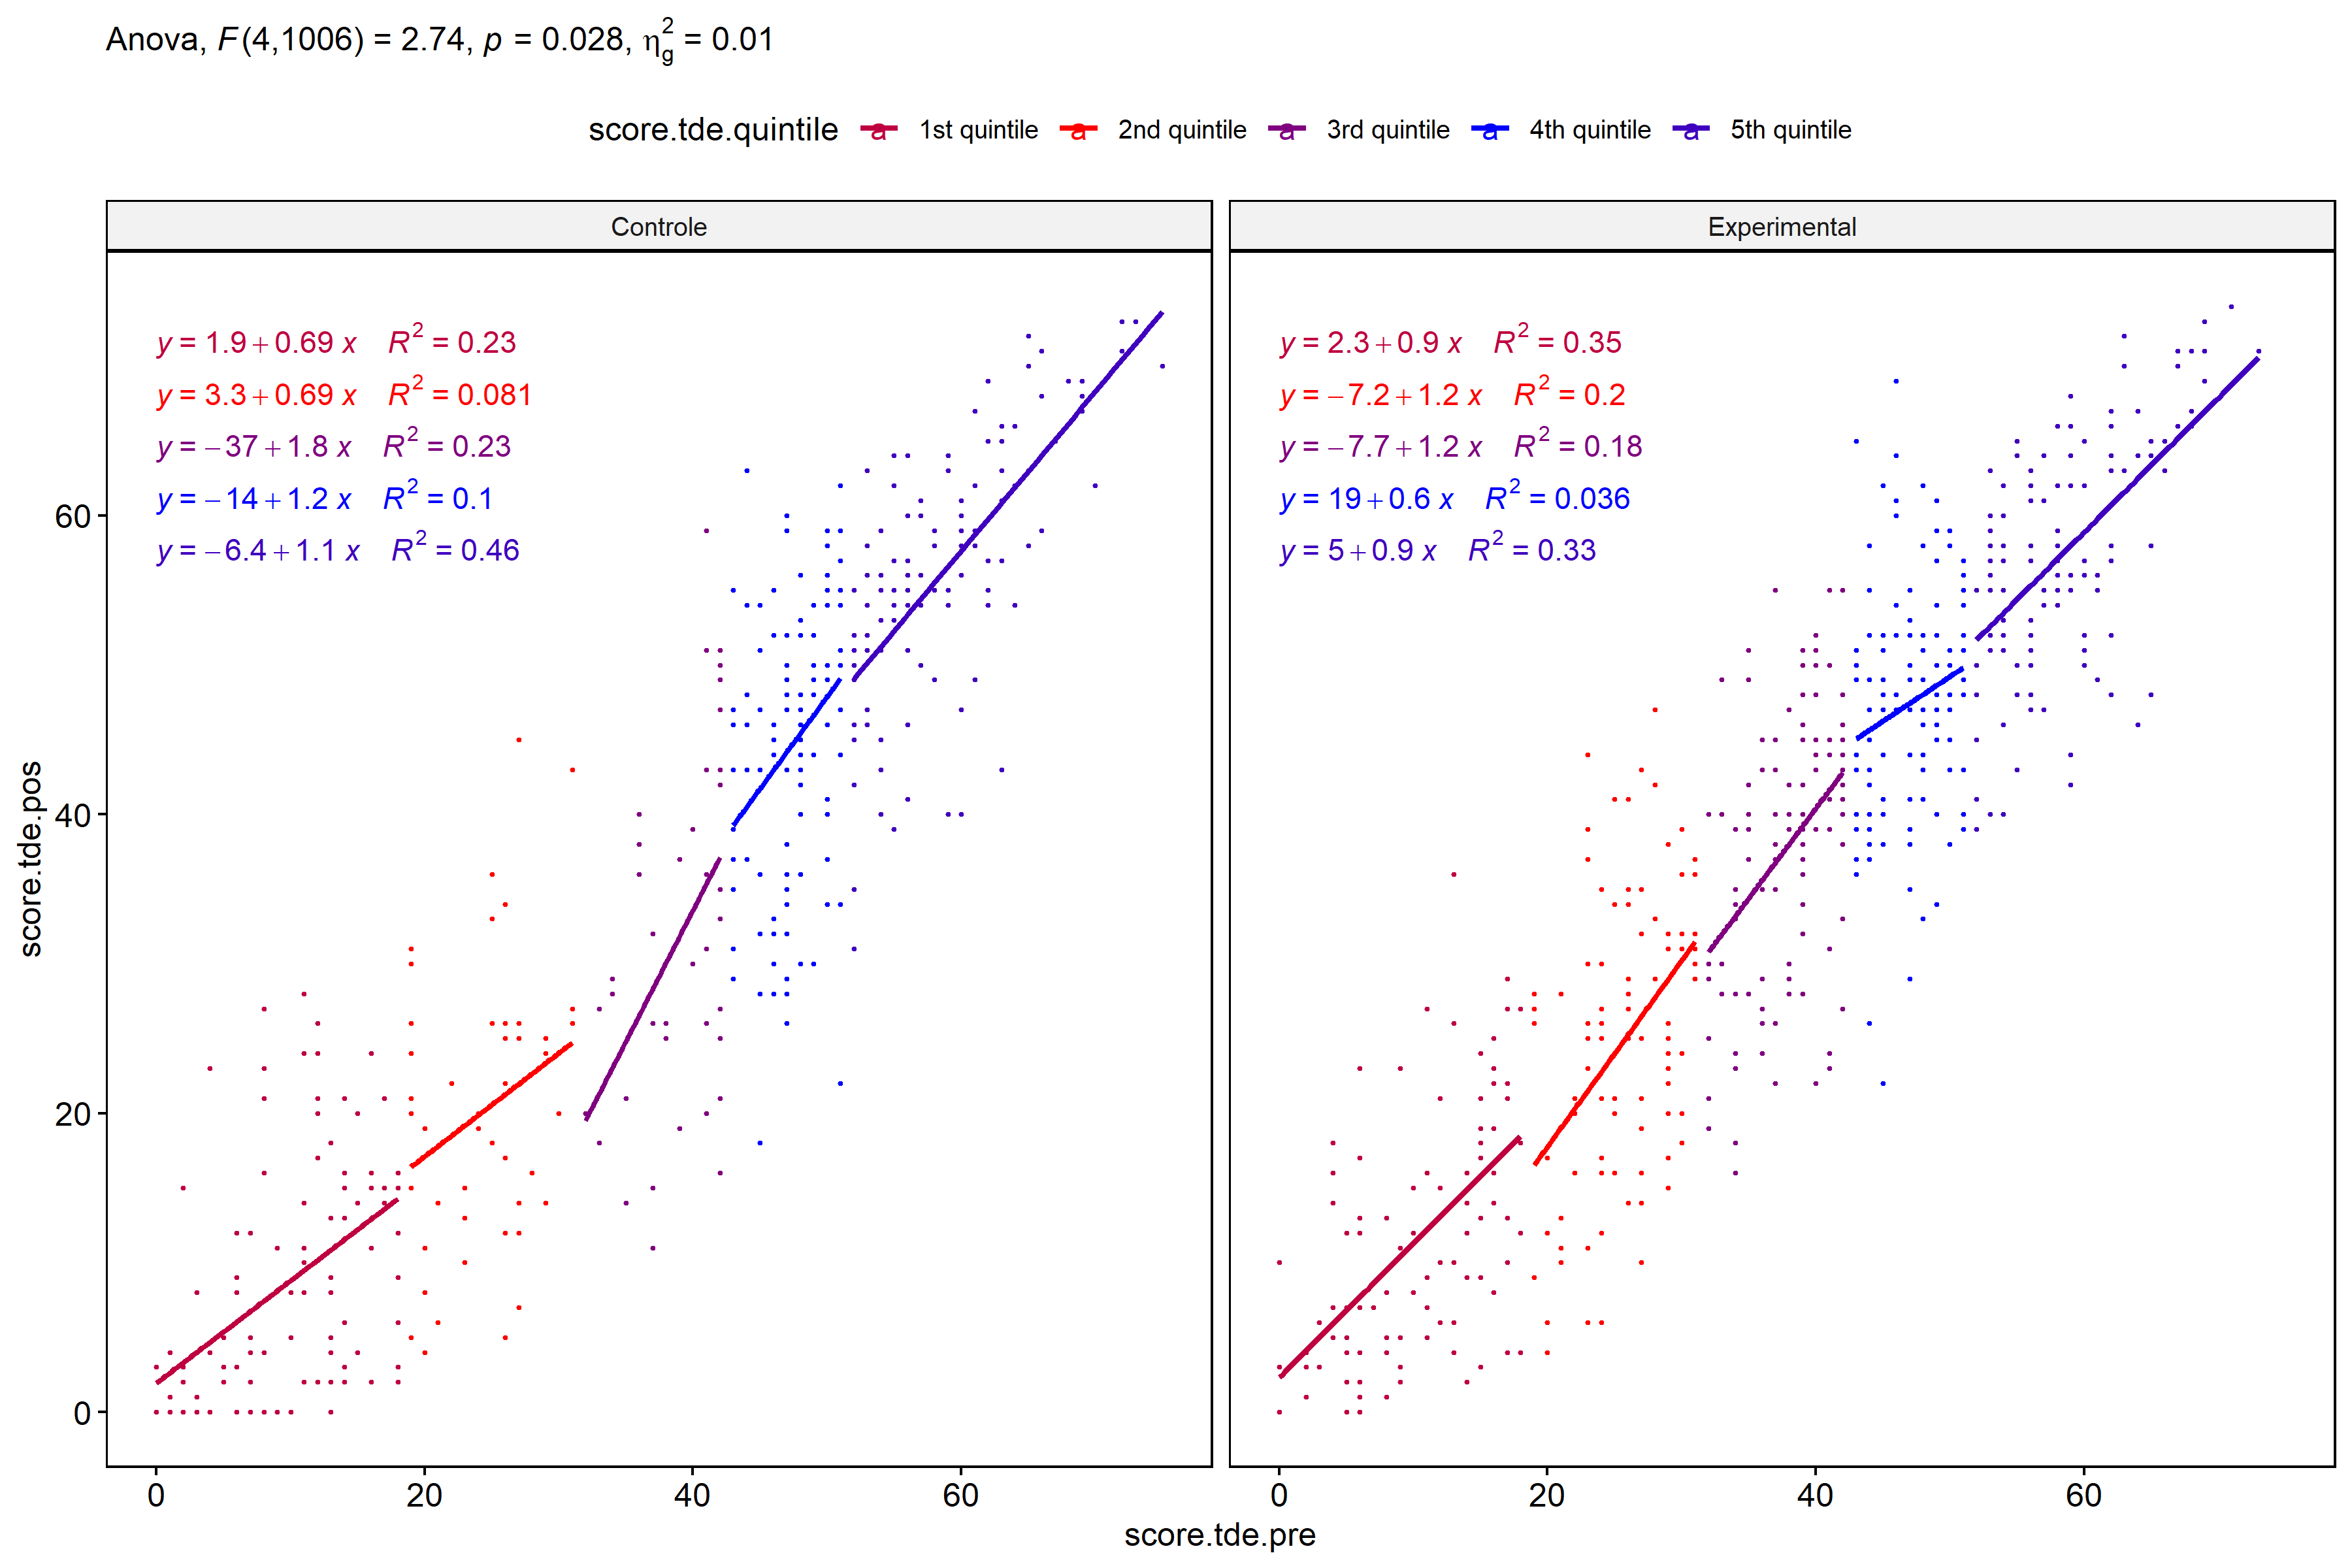 Anova, F(4,1006) = 2.74, p = 0.028, η²g = 0.01
score.tde.quintile a 1st quintile a 2nd quintile a 3rd quintile a 4th quintile a 5th quintile
Controle
Experimental
y = 1.9 + 0.69 x R² = 0.23
y = 3.3 + 0.69 x R² = 0.081
y = −37 + 1.8 x R² = 0.23
y = −14 + 1.2 x R² = 0.1
y = −6.4 + 1.1 x R² = 0.46
y = 2.3 + 0.9 x R² = 0.35
y = −7.2 + 1.2 x R² = 0.2
y = −7.7 + 1.2 x R² = 0.18
y = 19 + 0.6 x R² = 0.036
y = 5 + 0.9 x R² = 0.33
score.tde.pos
60
40
20
0
0 20 40 60
0 20 40 60
score.tde.pre